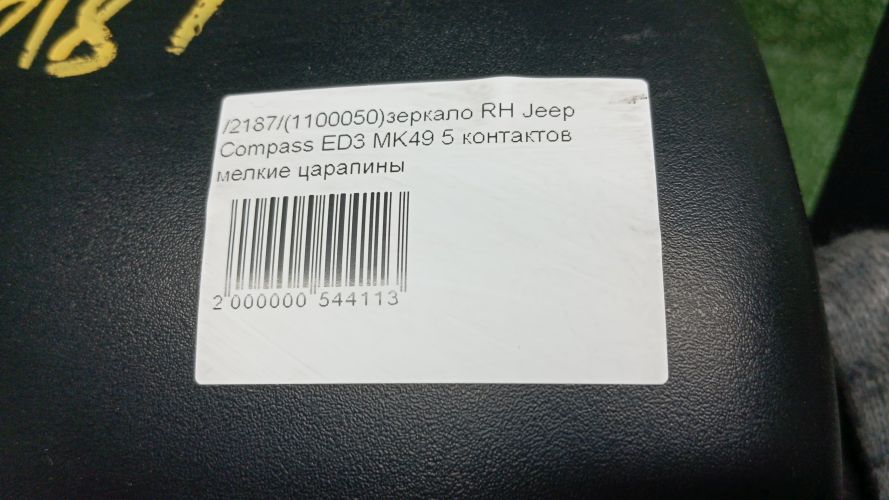 /2187/(1100050)зеркало RH Jeep
Compass ED3 MK49 5 контактов
мелкие царапины
2 000000 544113